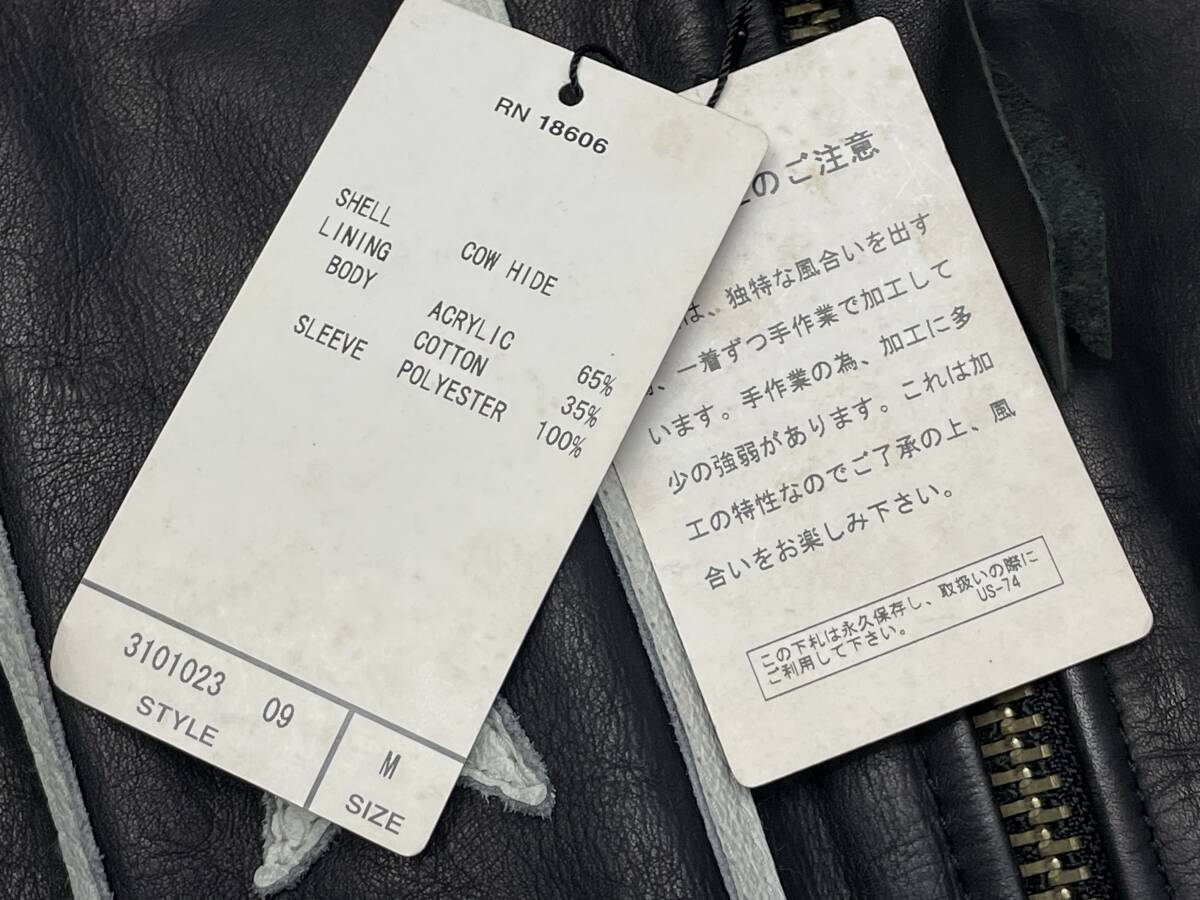 RN 18606
SHELL
COW HIDE
LINING
BODY
ACRYLIC 65%
COTTON 35%
SLEEVE POLYESTER 100%
3101023 09
STYLE
M
SIZE
のご注意
は、独特な風合いを出す
、一着ずつ手作業で加工して
います。手作業の為、加工に多
少の強弱があります。これは加
工の特性なのでご了承の上、風
合いをお楽しみ下さい。
この下札は永久保存し、取扱いの際に
ご利用して下さい。 US-74